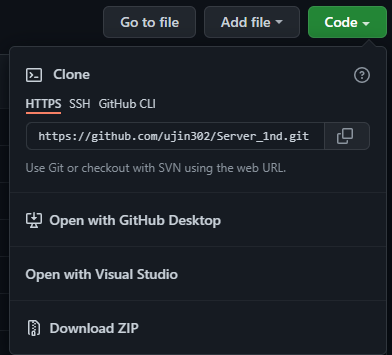 Go to file Add file Code
Clone
HTTPS SSH GitHub CLI
https://github.com/ujin302/Server_1nd.git
Use Git or checkout with SVN using the web URL.
Open with GitHub Desktop
Open with Visual Studio
Download ZIP